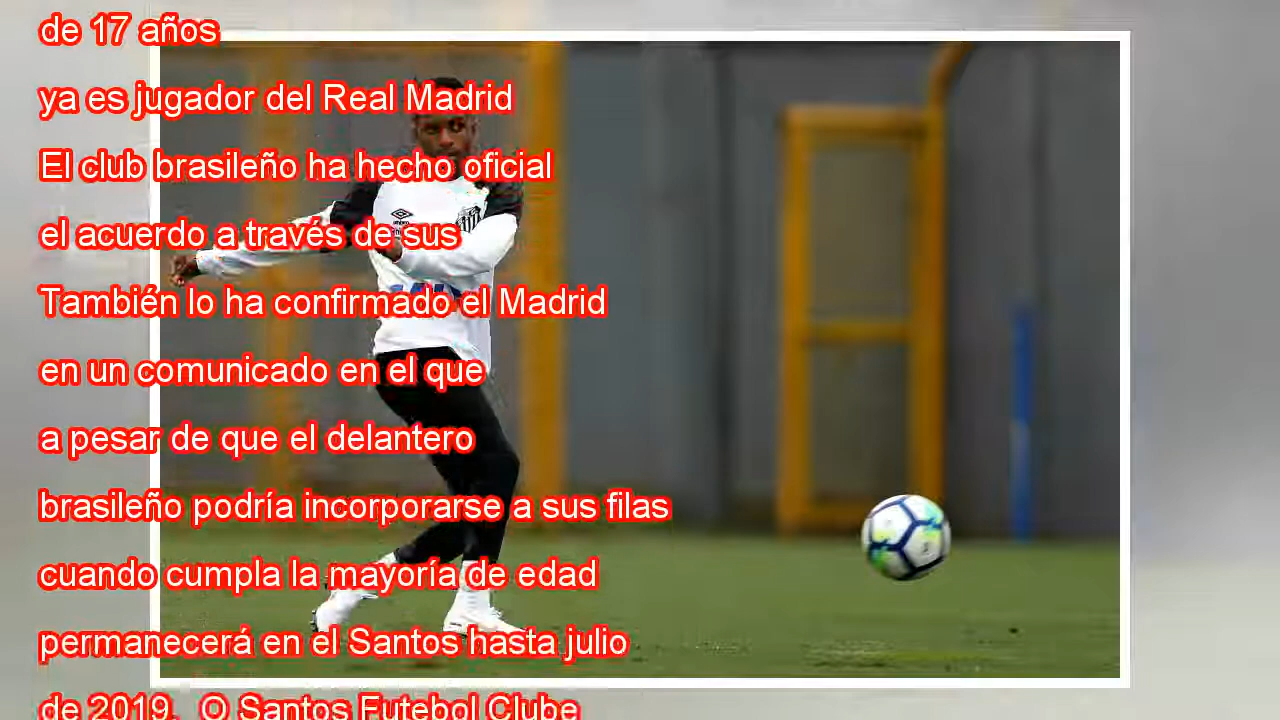 de 17 años
ya es jugador del Real Madrid
El club brasileño ha hecho oficial
el acuerdo a través de sus
También lo ha confirmado el Madrid
en un comunicado en el que
a pesar de que el delantero
brasileño podría incorporarse a sus filas
cuando cumpla la mayoría de edad
permanecerá en el Santos hasta julio
de 2019. O Santos Futebol Clube